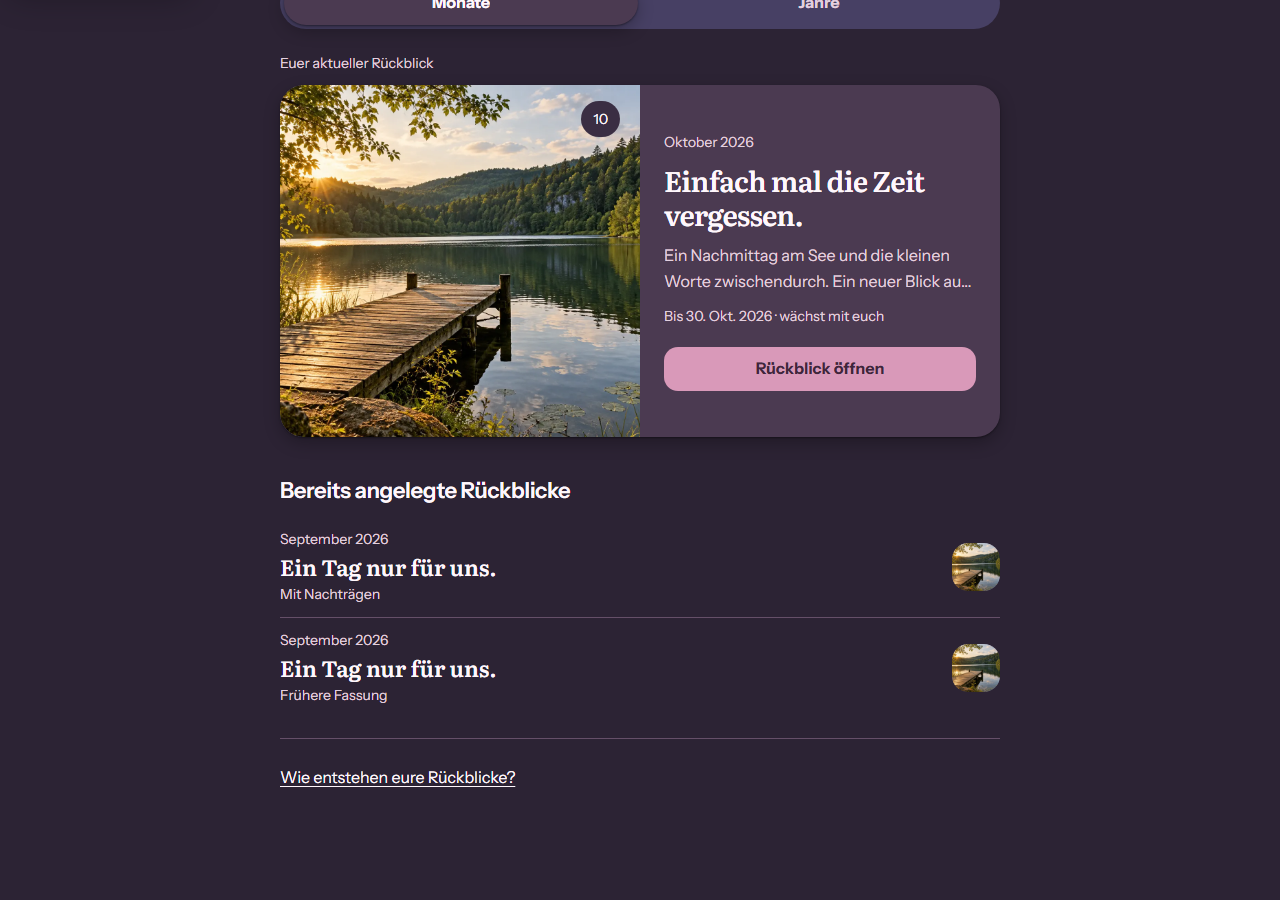 Monate
Jahre
Euer aktueller Rückblick
10
Oktober 2026
Einfach mal die Zeit
vergessen.
Ein Nachmittag am See und die kleinen
Worte zwischendurch. Ein neuer Blick au…
Bis 30. Okt. 2026 · wächst mit euch
Rückblick öffnen
Bereits angelegte Rückblicke
September 2026
Ein Tag nur für uns.
Mit Nachträgen
September 2026
Ein Tag nur für uns.
Frühere Fassung
Wie entstehen eure Rückblicke?